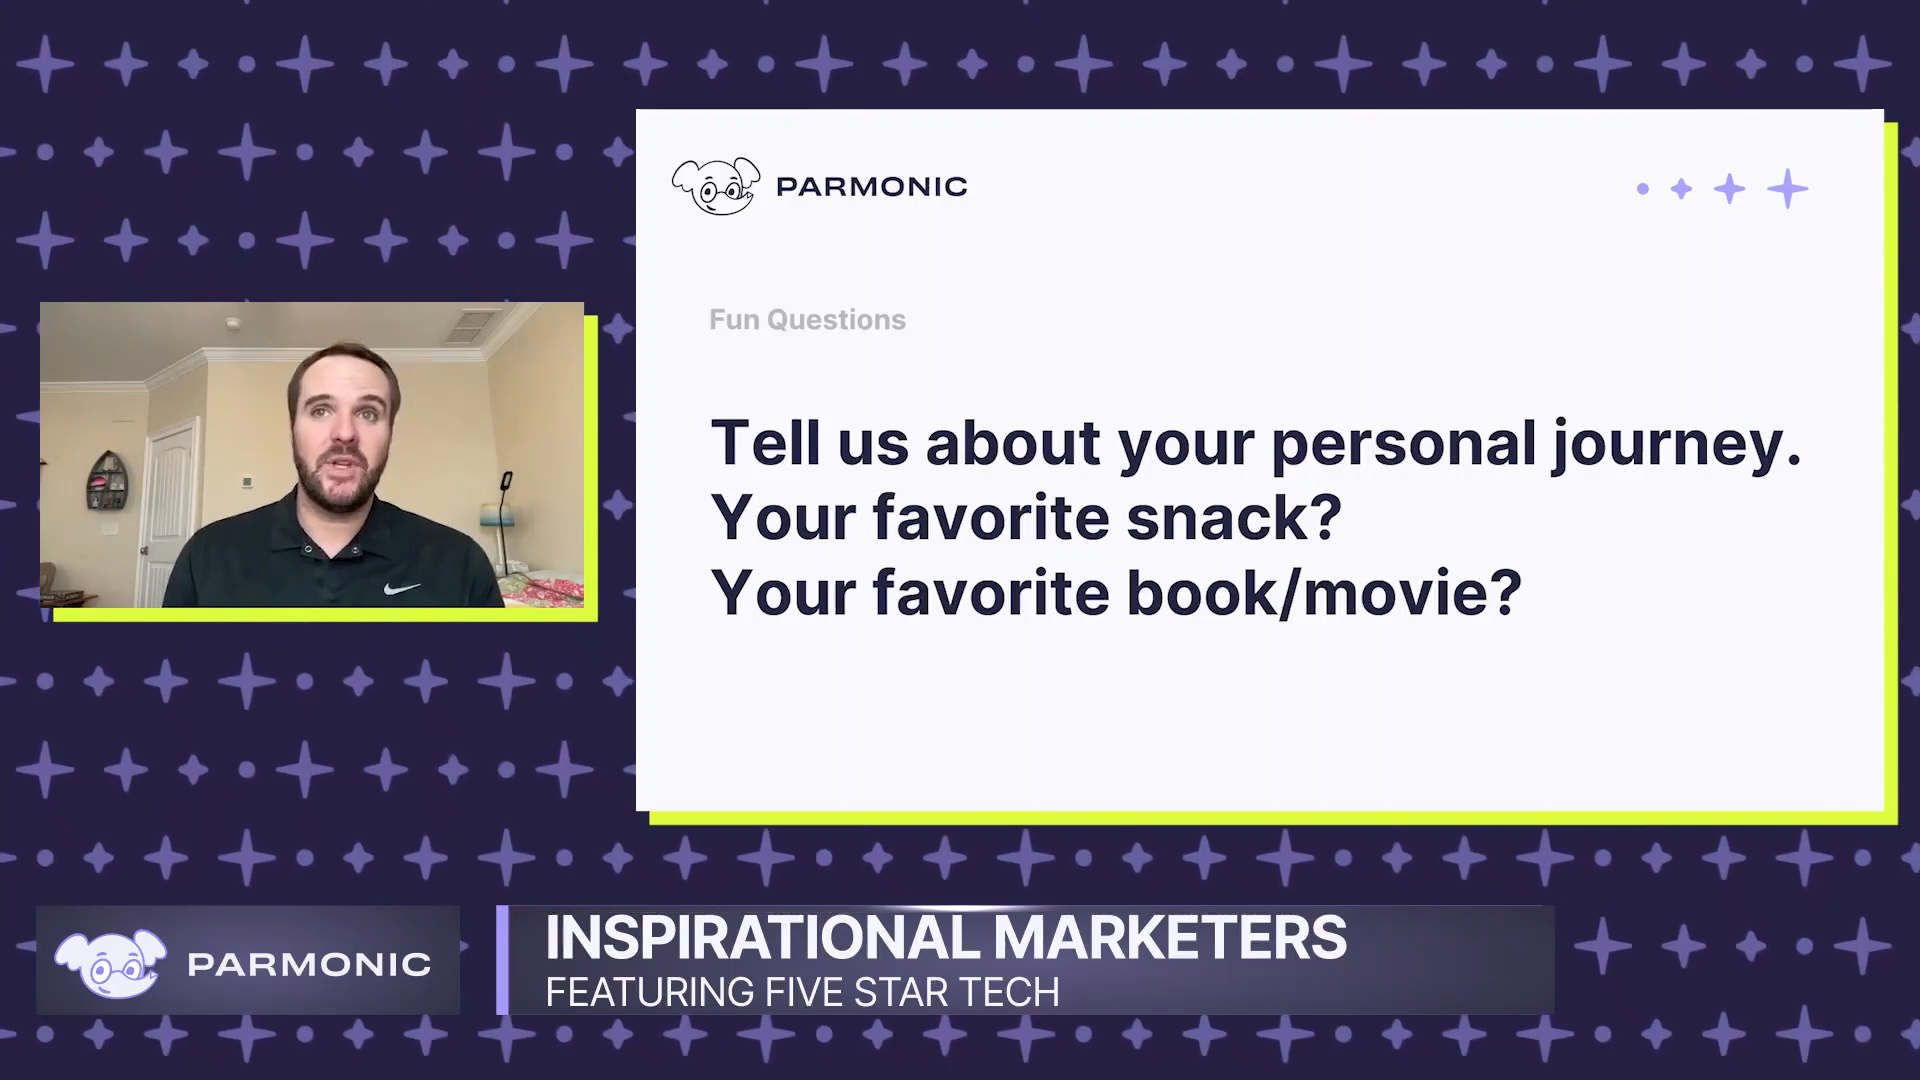 PARMONIC
Fun Questions
Tell us about your personal journey.
Your favorite snack?
Your favorite book/movie?
PARMONIC
INSPIRATIONAL MARKETERS
FEATURING FIVE STAR TECH